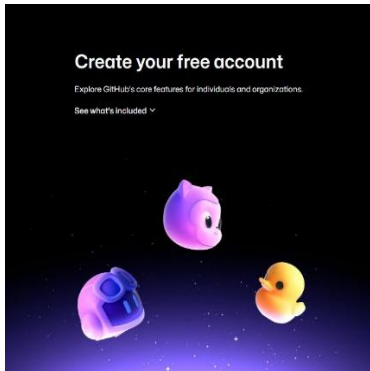 Create your free account
Explore GitHub's core features for individuals and organizations.
See what's included